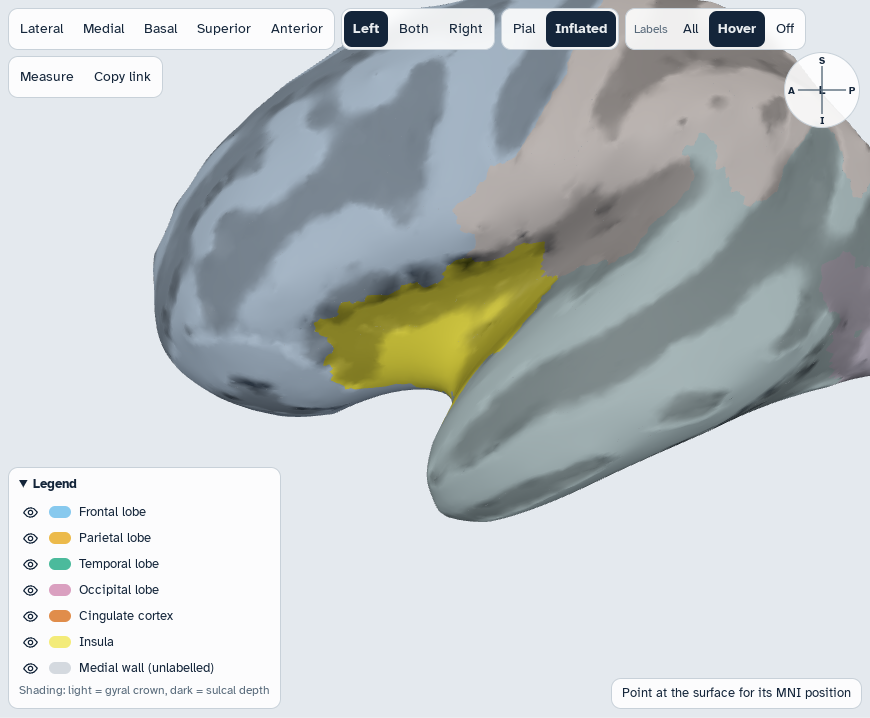 Lateral Medial Basal Superior Anterior Left Both Right Pial Inflated Labels All Hover Off
Measure Copy link
S
A L P
I
▼ Legend
Frontal lobe
Parietal lobe
Temporal lobe
Occipital lobe
Cingulate cortex
Insula
Medial wall (unlabelled)
Shading: light = gyral crown, dark = sulcal depth
Point at the surface for its MNI position